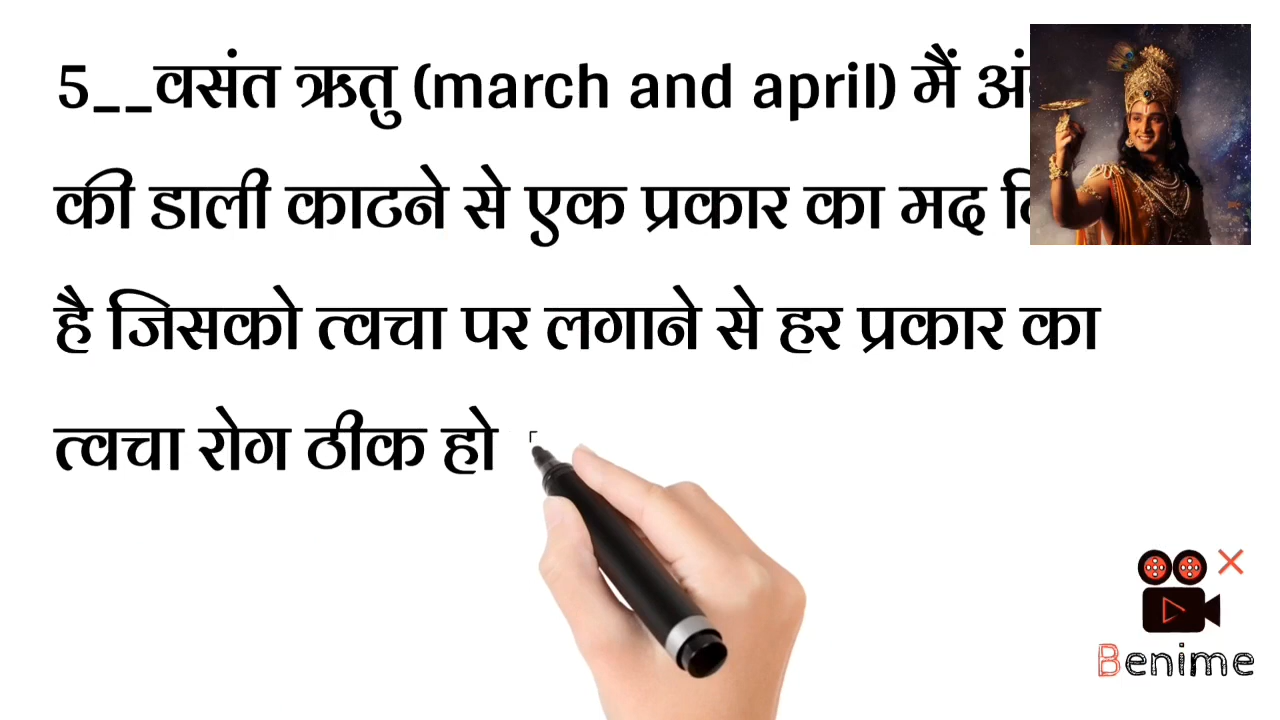 5__वसंत ऋतु (march and april) मैं
की डाली काटने से एक प्रकार का मद
है जिसको त्वचा पर लगाने से हर प्रकार का
त्वचा रोग ठीक हो
Benime